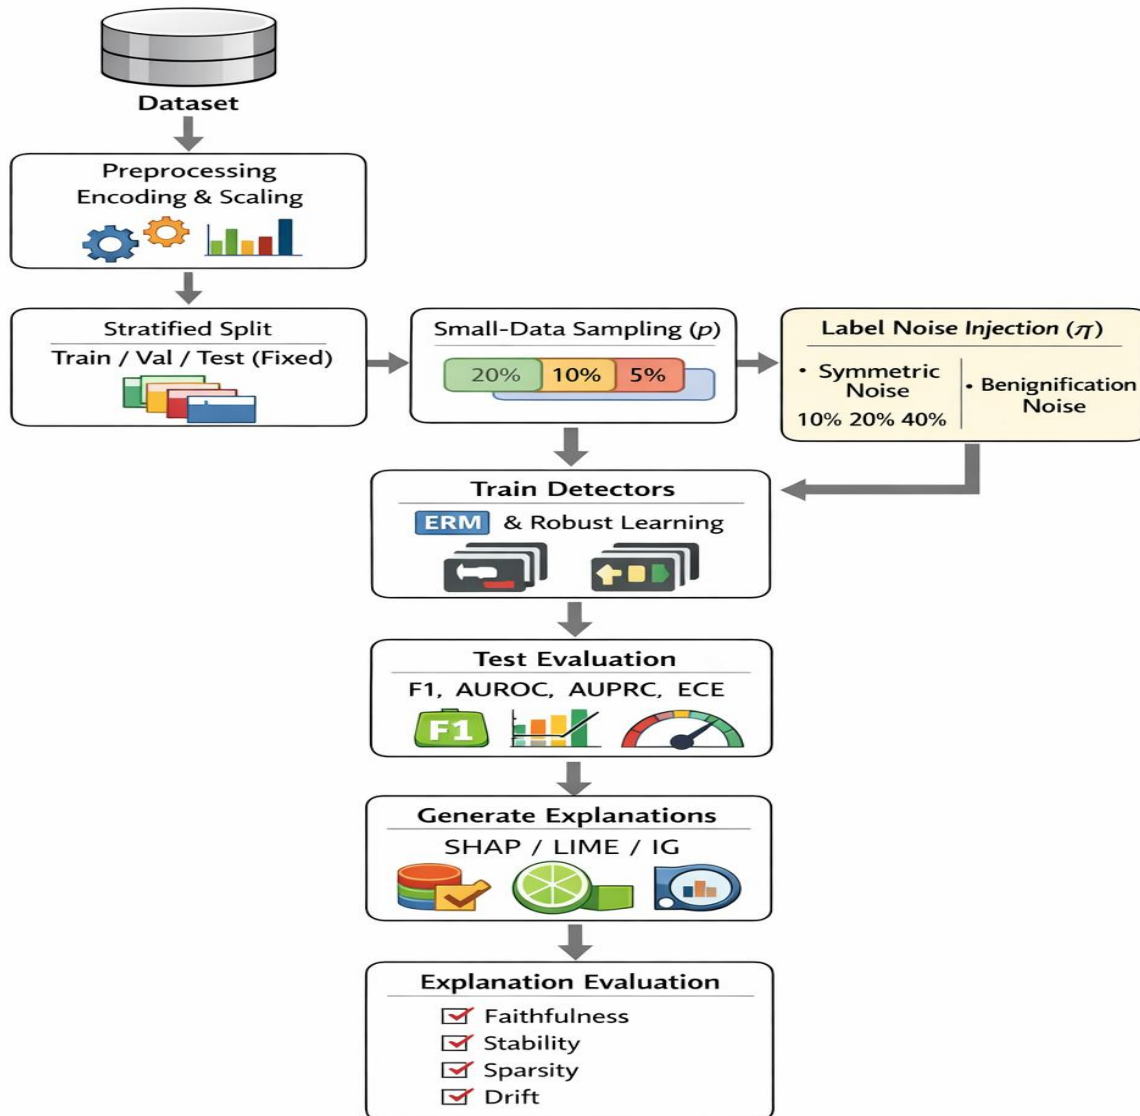 Dataset
Preprocessing
Encoding & Scaling
Stratified Split
Train / Val / Test (Fixed)
Small-Data Sampling (p)
20% 10% 5%
Label Noise Injection (𝜋)
• Symmetric
Noise
10% 20% 40%
• Benignification
Noise
Train Detectors
ERM & Robust Learning
Test Evaluation
F1, AUROC, AUPRC, ECE
F1
Generate Explanations
SHAP / LIME / IG
Explanation Evaluation
Faithfulness
Stability
Sparsity
Drift